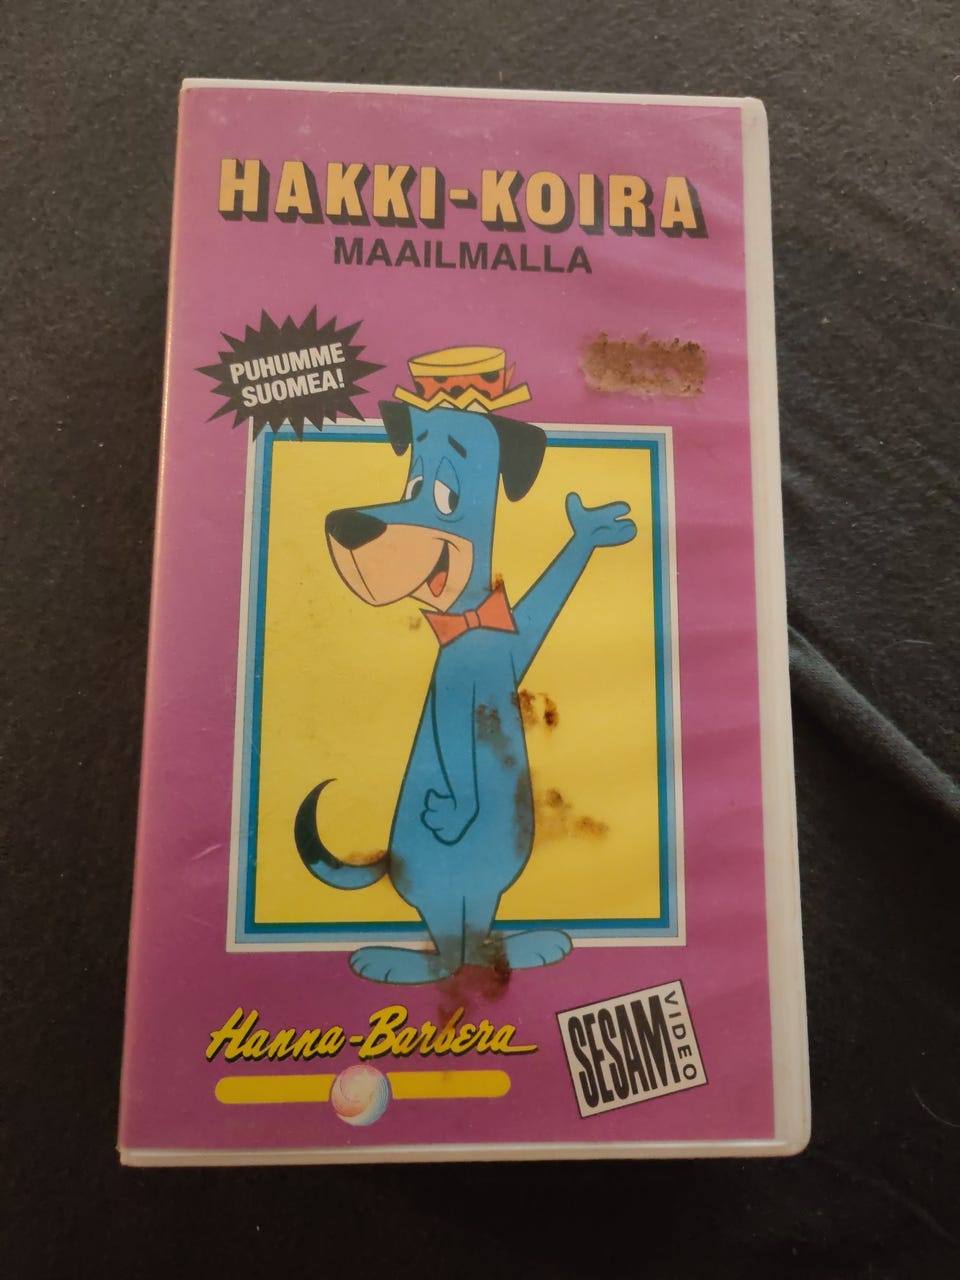 HAKKI-KOIRA
MAAILMALLA
PUHUMME
SUOMEA!
Hanna-Barbera
SESAM
VIDEO